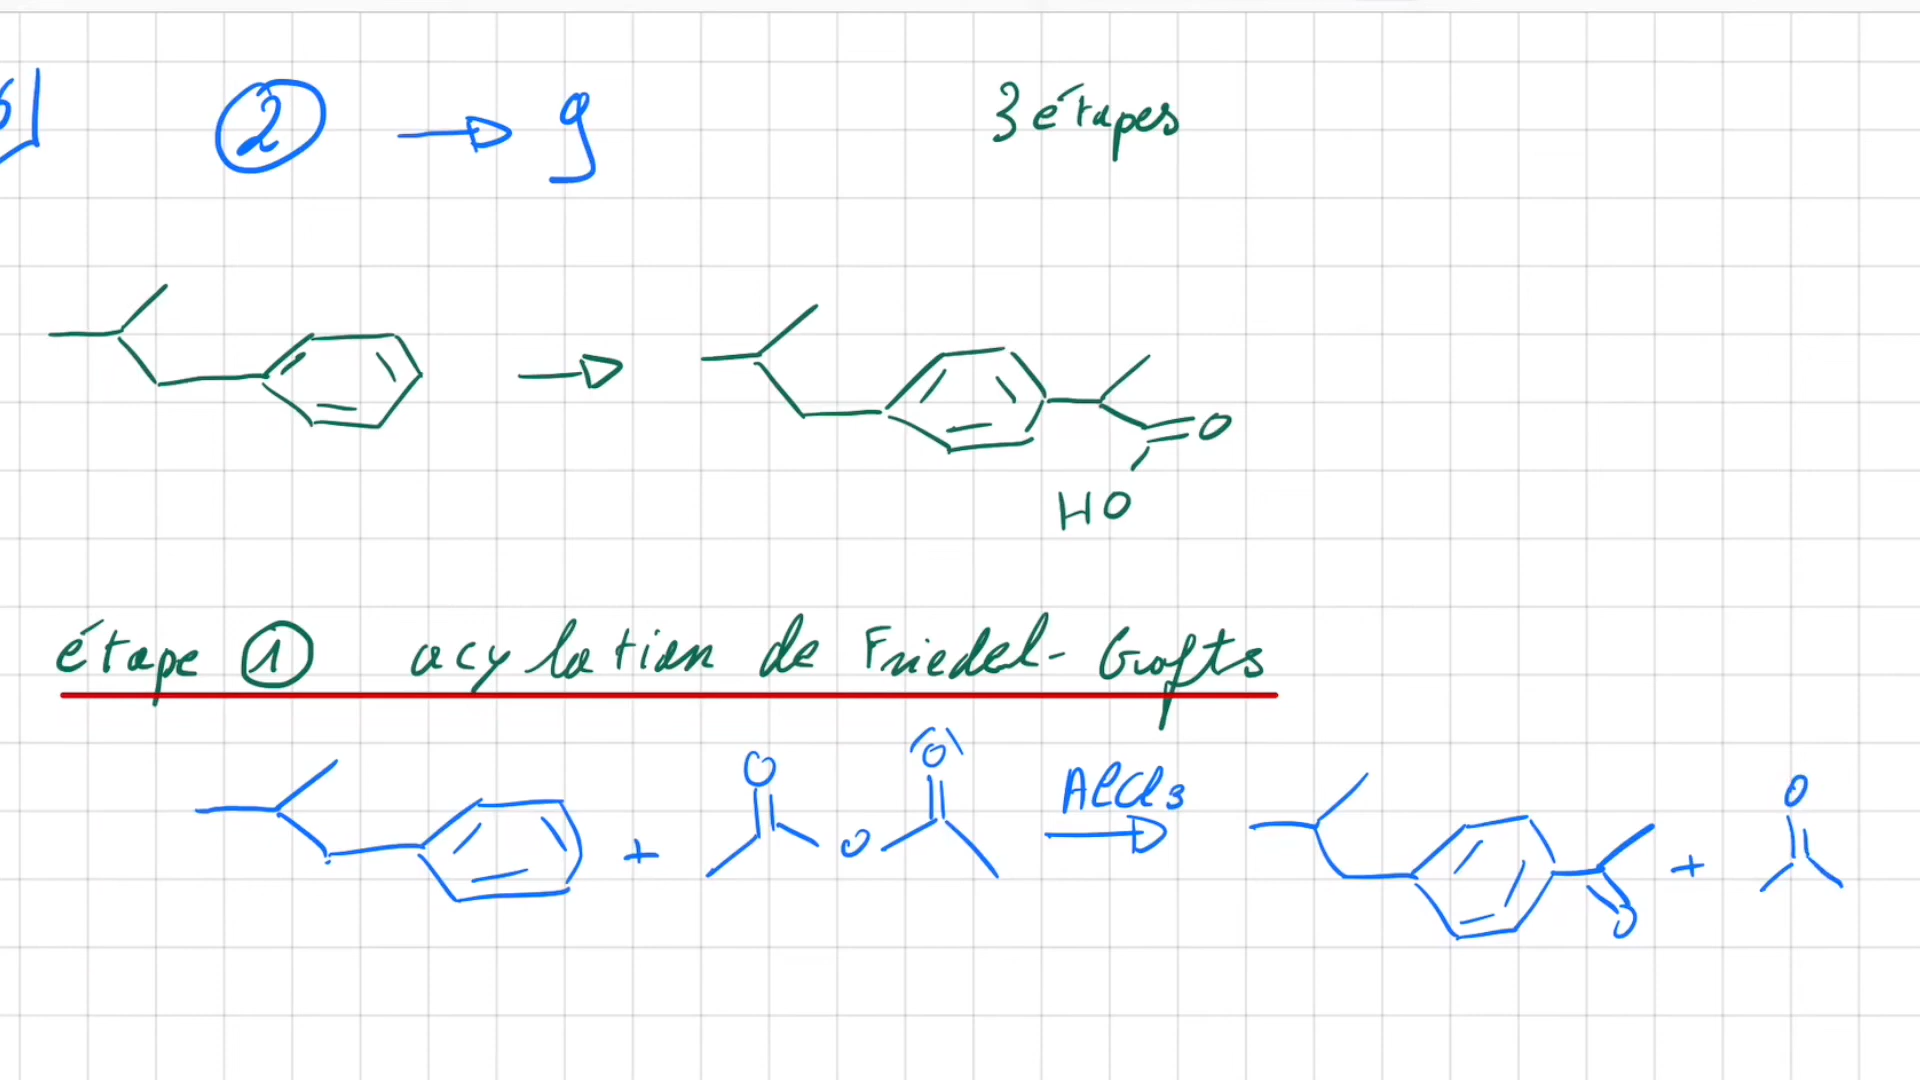 b)
② → g
3 étapes
O
HO
étape ① acylation de Friedel-Crafts
O O
AlCl3
O
+ O +
O